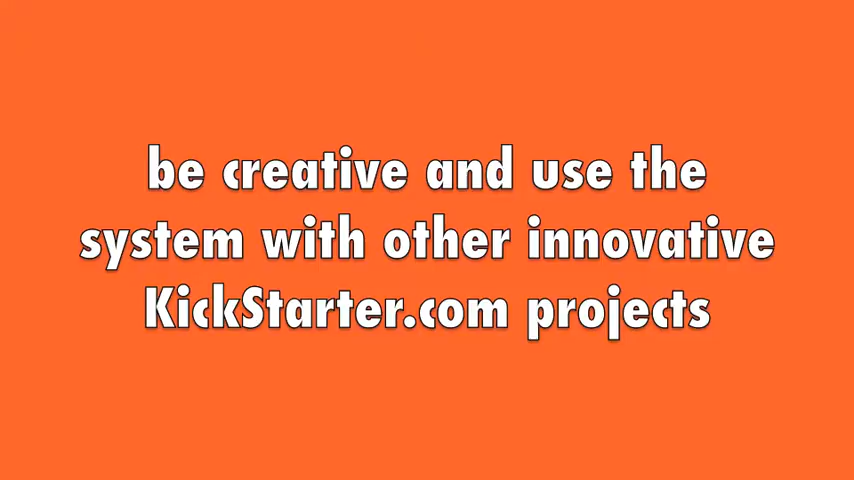 be creative and use the
system with other innovative
KickStarter.com projects